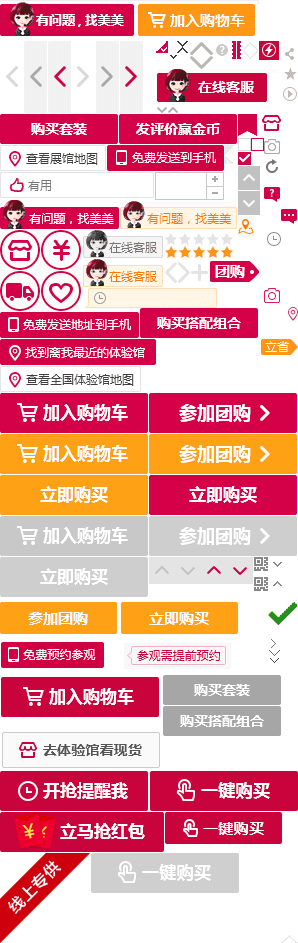 有问题，找美美
加入购物车
在线客服
购买套装
发评价赢金币
查看展馆地图
免费发送到手机
有用
有问题，找美美
有问题，找美美
在线客服
在线客服
团购
免费发送地址到手机
购买搭配组合
找到离我最近的体验馆
立省
查看全国体验馆地图
加入购物车
参加团购
加入购物车
参加团购
立即购买
立即购买
加入购物车
参加团购
立即购买
参加团购
立即购买
免费预约参观
参观需提前预约
加入购物车
购买套装
购买搭配组合
去体验馆看现货
开抢提醒我
一键购买
立马抢红包
一键购买
线上专供
一键购买